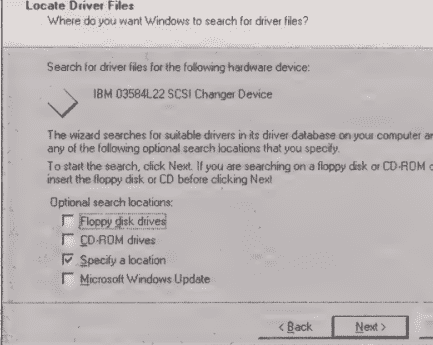 Locate Driver Files
Where do you want Windows to search for driver files?
Search for driver files for the following hardware device:
IBM 03584L22 SCSI Changer Device
The wizard searches for suitable drivers in its driver database on your computer
any of the following optional search locations that you specify.
To start the search, click Next. If you are searching on a floppy disk or CD-ROM
insert the floppy disk or CD before clicking Next
Optional search locations:
Floppy disk drives
CD-ROM drives
Specify a location
Microsoft Windows Update
< Back
Next >